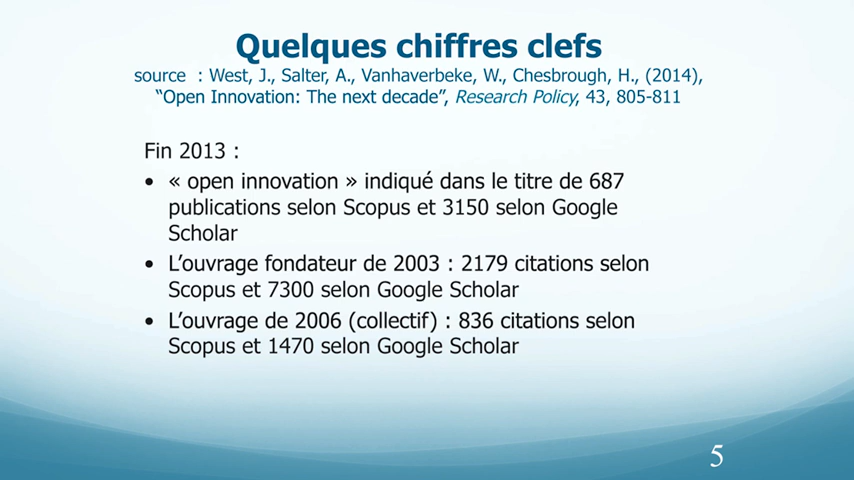 Quelques chiffres clefs
source : West, J., Salter, A., Vanhaverbeke, W., Chesbrough, H., (2014),
“Open Innovation: The next decade”, Research Policy, 43, 805-811
Fin 2013 :
• « open innovation » indiqué dans le titre de 687
publications selon Scopus et 3150 selon Google
Scholar
• L’ouvrage fondateur de 2003 : 2179 citations selon
Scopus et 7300 selon Google Scholar
• L’ouvrage de 2006 (collectif) : 836 citations selon
Scopus et 1470 selon Google Scholar
5